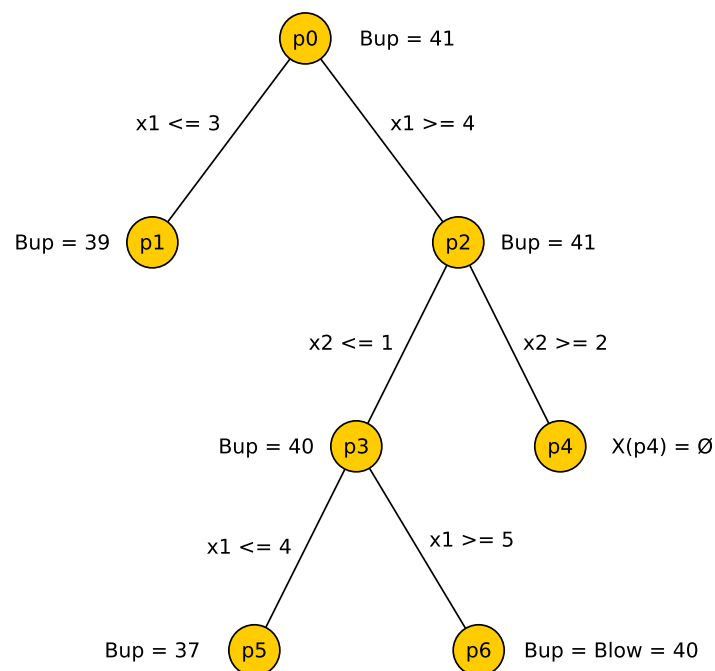 p0 Bup = 41
x1 <= 3 x1 >= 4
Bup = 39 p1 p2 Bup = 41
x2 <= 1 x2 >= 2
Bup = 40 p3 p4 X(p4) = Ø
x1 <= 4 x1 >= 5
Bup = 37 p5 p6 Bup = Blow = 40